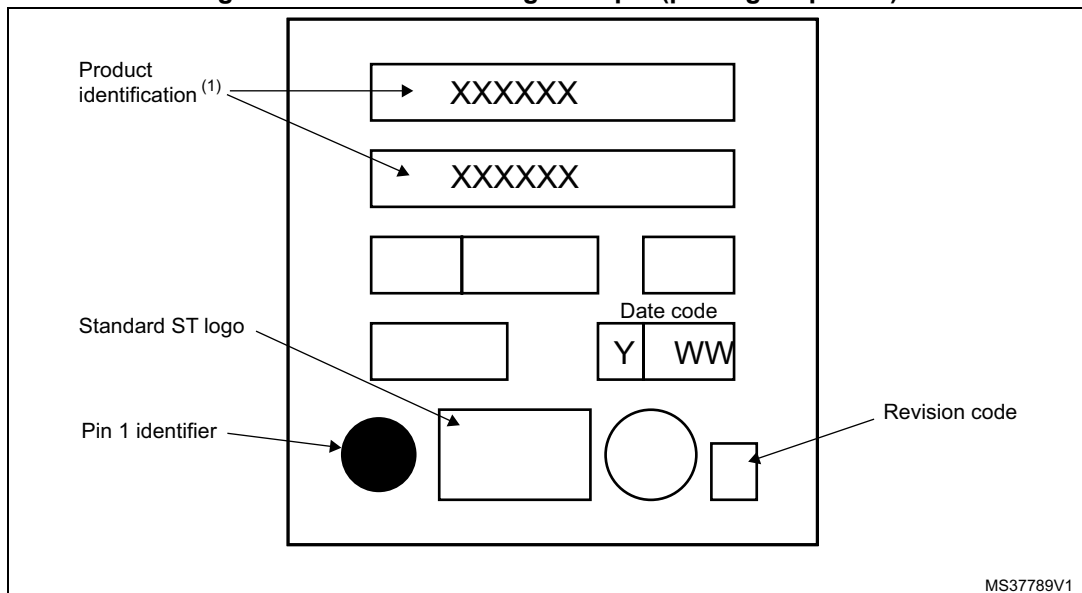 Product
identification (1)
XXXXXX
XXXXXX
Date code
Standard ST logo
Y WW
Revision code
Pin 1 identifier
MS37789V1